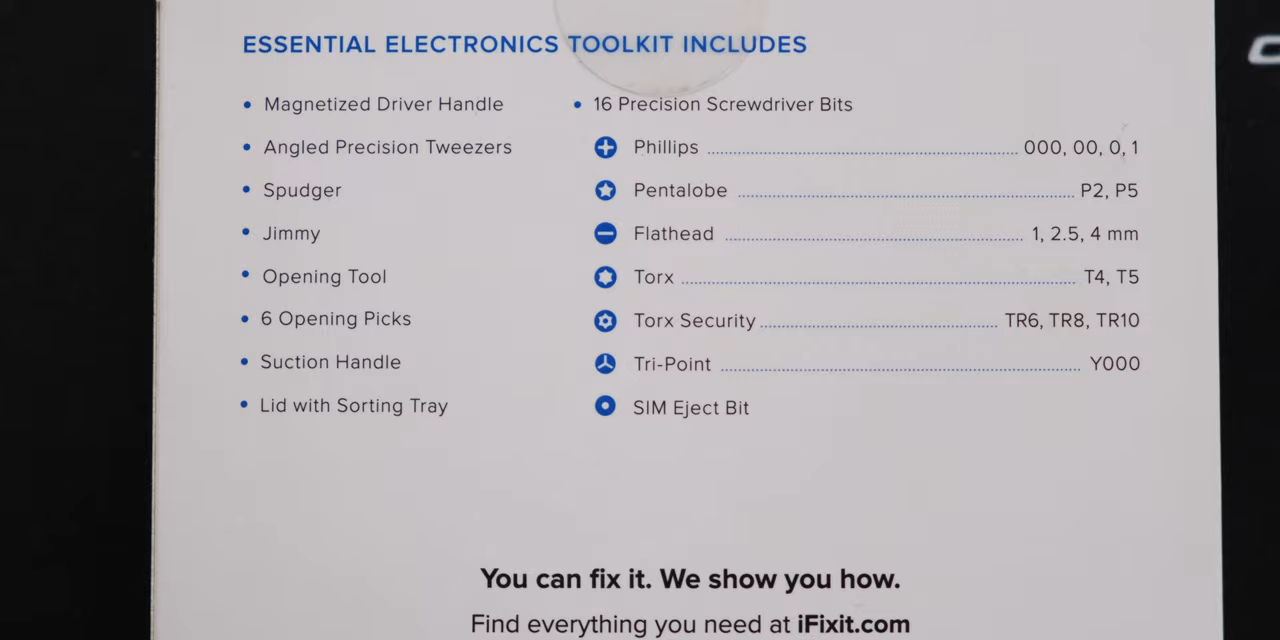 ESSENTIAL ELECTRONICS TOOLKIT INCLUDES
• Magnetized Driver Handle
• Angled Precision Tweezers
• Spudger
• Jimmy
• Opening Tool
• 6 Opening Picks
• Suction Handle
• Lid with Sorting Tray
• 16 Precision Screwdriver Bits
Phillips 000, 00, 0, 1
Pentalobe P2, P5
Flathead 1, 2.5, 4 mm
Torx T4, T5
Torx Security TR6, TR8, TR10
Tri-Point Y000
SIM Eject Bit
You can fix it. We show you how.
Find everything you need at iFixit.com